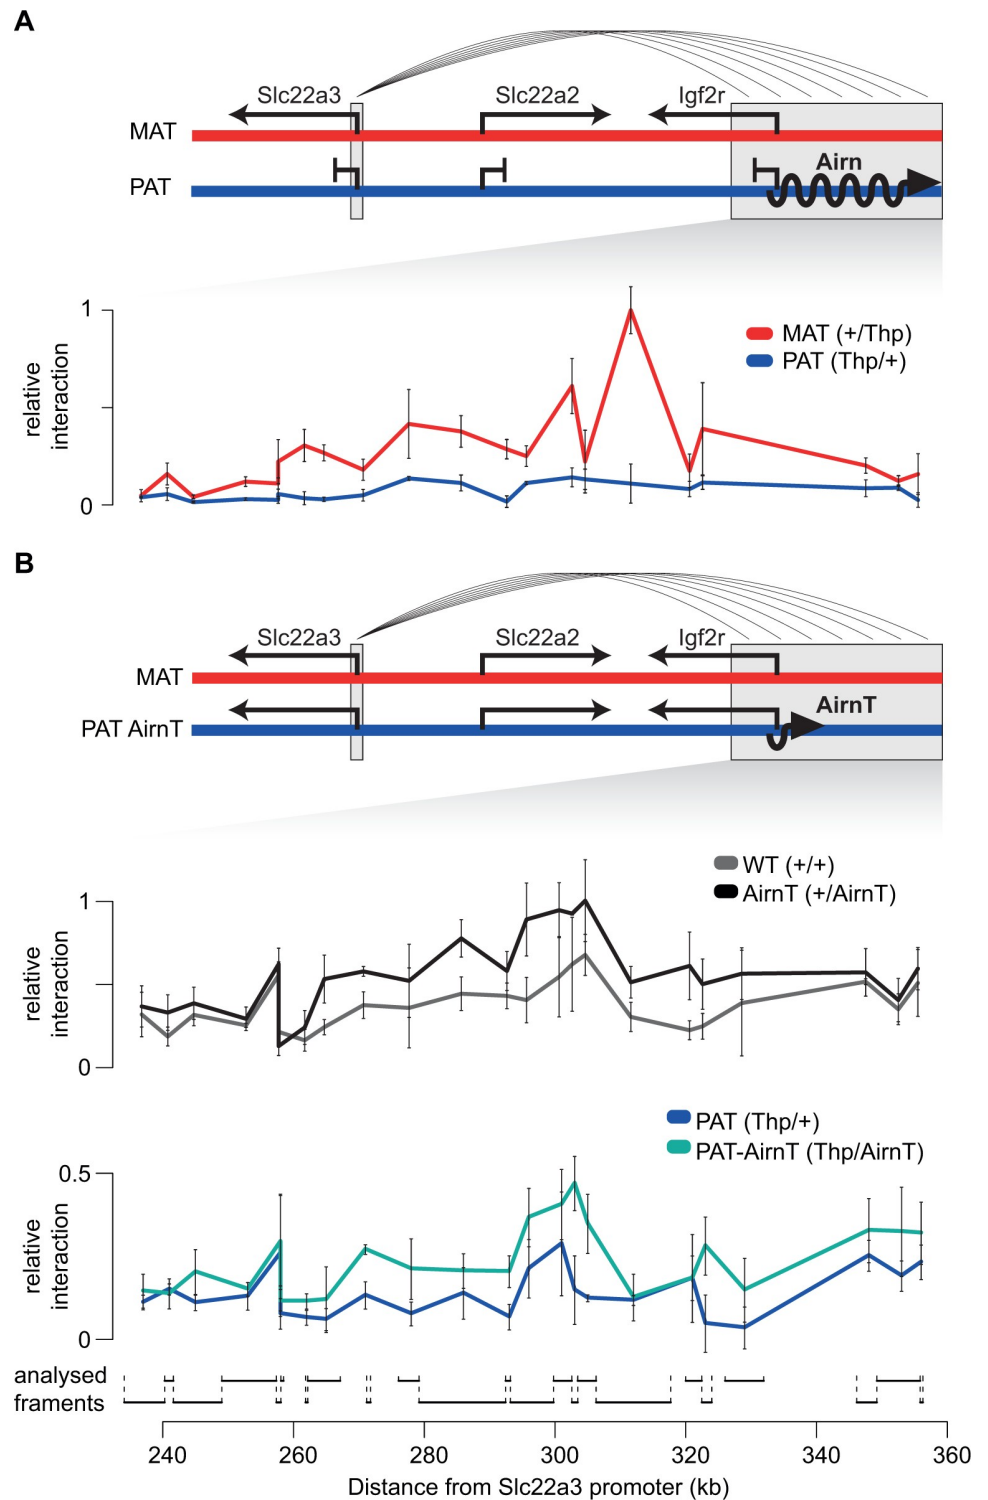 A
Slc22a3 Slc22a2 Igf2r
MAT
Airn
PAT
1
MAT (+/Thp)
PAT (Thp/+)
relative
interaction
0
B
Slc22a3 Slc22a2 Igf2r
MAT
AirnT
PAT AirnT
WT (+/+)
AirnT (+/AirnT)
1
relative
interaction
0
PAT (Thp/+)
PAT-AirnT (Thp/AirnT)
0.5
relative
interaction
0
analysed
framents
240 260 280 300 320 340 360
Distance from Slc22a3 promoter (kb)